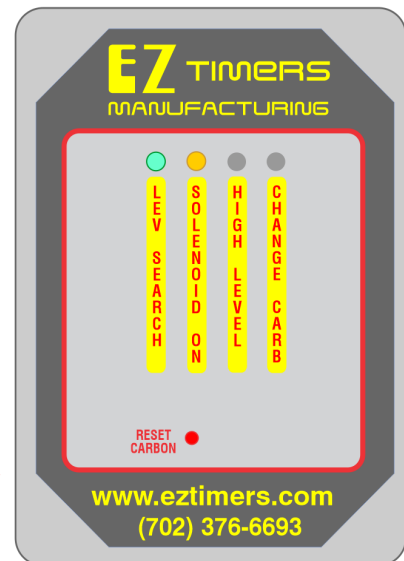 EZ TIMERS
MANUFACTURING
LEV SEARCH
SOLENOID ON
HIGH LEVEL
CHANGE CARB
RESET
CARBON
www.eztimers.com
(702) 376-6693